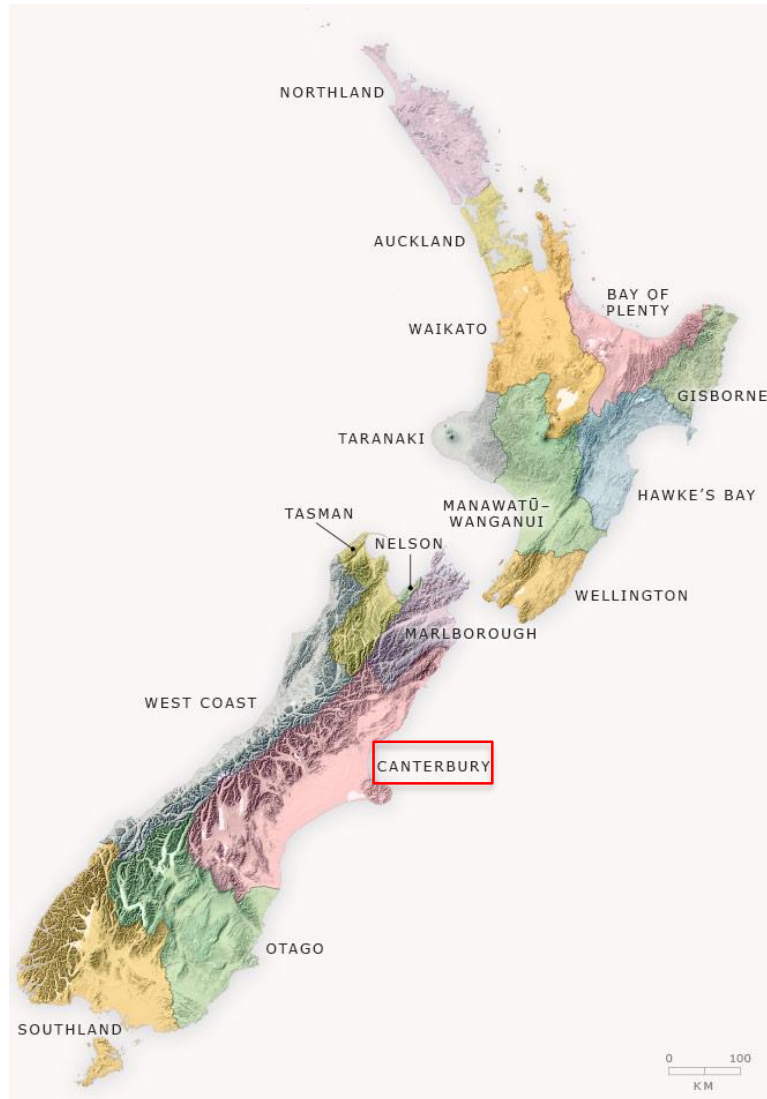 NORTHLAND
AUCKLAND
BAY OF
PLENTY
WAIKATO
GISBORNE
TARANAKI
HAWKE'S BAY
MANAWATŪ–
WANGANUI
TASMAN
NELSON
WELLINGTON
MARLBOROUGH
WEST COAST
CANTERBURY
OTAGO
SOUTHLAND
0 100
KM